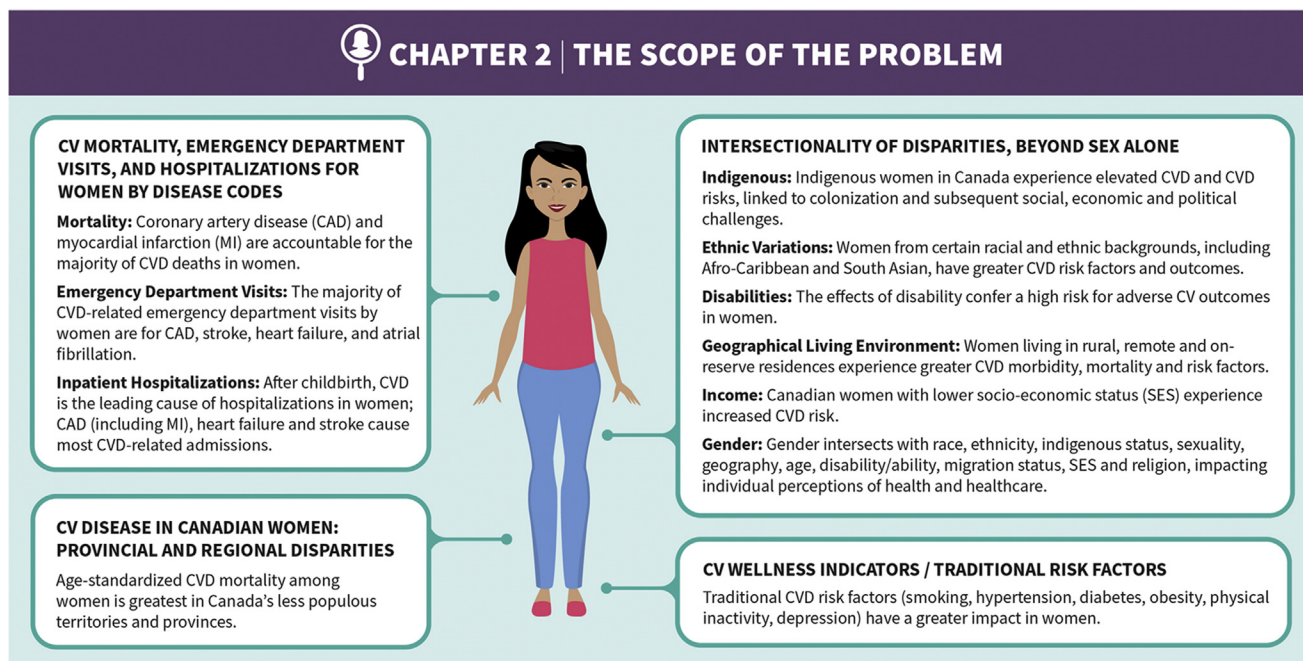 CHAPTER 2 | THE SCOPE OF THE PROBLEM
CV MORTALITY, EMERGENCY DEPARTMENT
VISITS, AND HOSPITALIZATIONS FOR
WOMEN BY DISEASE CODES
Mortality: Coronary artery disease (CAD) and
myocardial infarction (MI) are accountable for the
majority of CVD deaths in women.
Emergency Department Visits: The majority of
CVD-related emergency department visits by
women are for CAD, stroke, heart failure, and atrial
fibrillation.
Inpatient Hospitalizations: After childbirth, CVD
is the leading cause of hospitalizations in women;
CAD (including MI), heart failure and stroke cause
most CVD-related admissions.
CV DISEASE IN CANADIAN WOMEN:
PROVINCIAL AND REGIONAL DISPARITIES
Age-standardized CVD mortality among
women is greatest in Canada's less populous
territories and provinces.
INTERSECTIONALITY OF DISPARITIES, BEYOND SEX ALONE
Indigenous: Indigenous women in Canada experience elevated CVD and CVD
risks, linked to colonization and subsequent social, economic and political
challenges.
Ethnic Variations: Women from certain racial and ethnic backgrounds, including
Afro-Caribbean and South Asian, have greater CVD risk factors and outcomes.
Disabilities: The effects of disability confer a high risk for adverse CV outcomes
in women.
Geographical Living Environment: Women living in rural, remote and on-
reserve residences experience greater CVD morbidity, mortality and risk factors.
Income: Canadian women with lower socio-economic status (SES) experience
increased CVD risk.
Gender: Gender intersects with race, ethnicity, indigenous status, sexuality,
geography, age, disability/ability, migration status, SES and religion, impacting
individual perceptions of health and healthcare.
CV WELLNESS INDICATORS / TRADITIONAL RISK FACTORS
Traditional CVD risk factors (smoking, hypertension, diabetes, obesity, physical
inactivity, depression) have a greater impact in women.